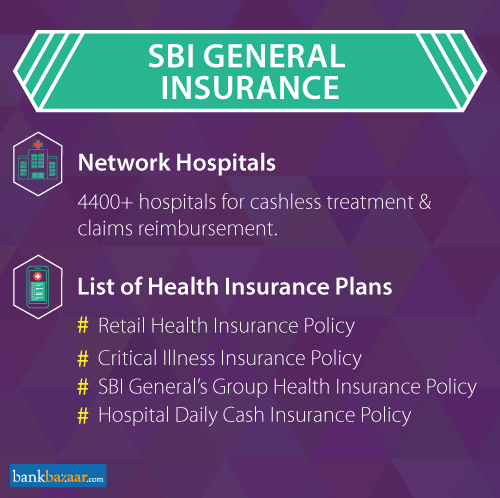 SBI GENERAL
INSURANCE
Network Hospitals
4400+ hospitals for cashless treatment &
claims reimbursement.
List of Health Insurance Plans
# Retail Health Insurance Policy
# Critical Illness Insurance Policy
# SBI General's Group Health Insurance Policy
# Hospital Daily Cash Insurance Policy
bankbazaar.com